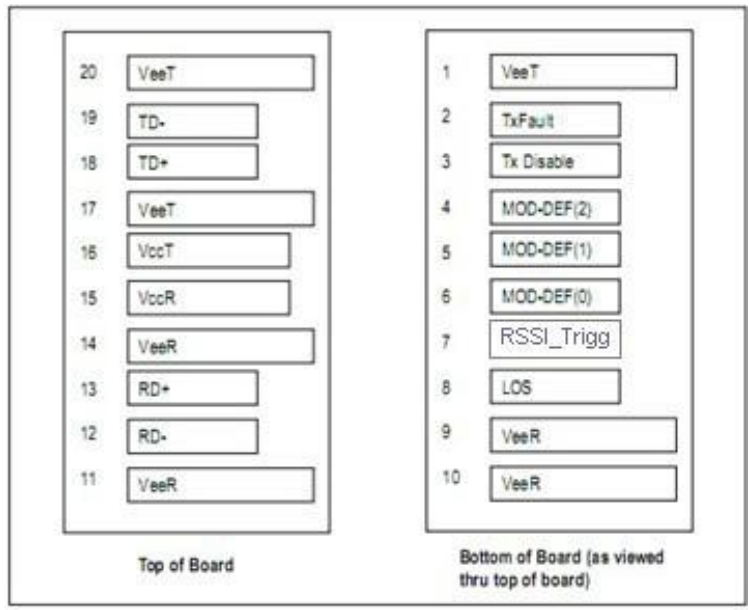 20 VeeT
19 TD-
18 TD+
17 VeeT
16 VccT
15 VccR
14 VeeR
13 RD+
12 RD-
11 VeeR
Top of Board
1 VeeT
2 TxFault
3 Tx Disable
4 MOD-DEF(2)
5 MOD-DEF(1)
6 MOD-DEF(0)
7 RSSI_Trigg
8 LOS
9 VeeR
10 VeeR
Bottom of Board (as viewed
thru top of board)